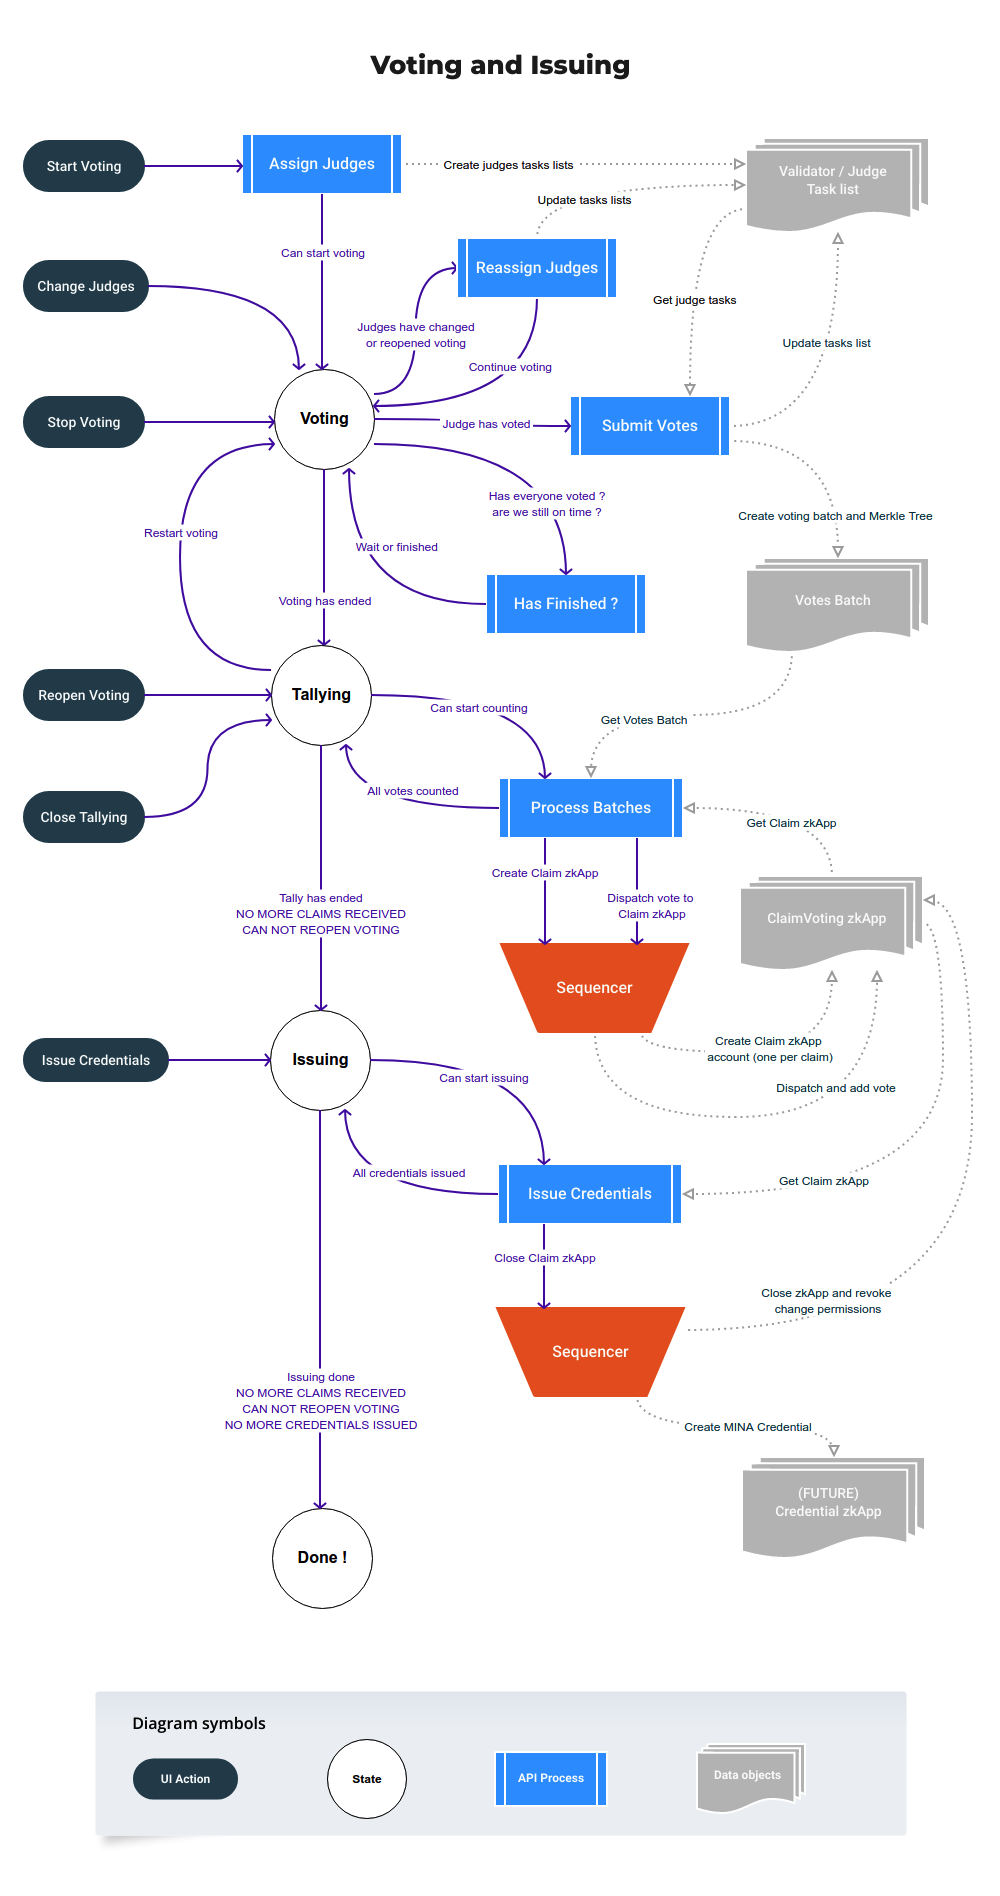 Voting and Issuing
Start Voting
Assign Judges
Create judges tasks lists
Validator / Judge
Task list
Update tasks lists
Can start voting
Reassign Judges
Change Judges
Get judge tasks
Judges have changed
or reopened voting
Update tasks list
Continue voting
Stop Voting
Voting
Judge has voted
Submit Votes
Has everyone voted ?
are we still on time ?
Create voting batch and Merkle Tree
Restart voting
Wait or finished
Voting has ended
Has Finished ?
Votes Batch
Reopen Voting
Tallying
Can start counting
Get Votes Batch
All votes counted
Process Batches
Close Tallying
Get Claim zkApp
Create Claim zkApp
Tally has ended
NO MORE CLAIMS RECEIVED
CAN NOT REOPEN VOTING
Dispatch vote to
Claim zkApp
ClaimVoting zkApp
Sequencer
Create Claim zkApp
account (one per claim)
Issue Credentials
Issuing
Can start issuing
Dispatch and add vote
All credentials issued
Get Claim zkApp
Issue Credentials
Close Claim zkApp
Close zkApp and revoke
change permissions
Sequencer
Issuing done
NO MORE CLAIMS RECEIVED
CAN NOT REOPEN VOTING
NO MORE CREDENTIALS ISSUED
Create MINA Credential
(FUTURE)
Credential zkApp
Done !
Diagram symbols
UI Action
State
API Process
Data objects